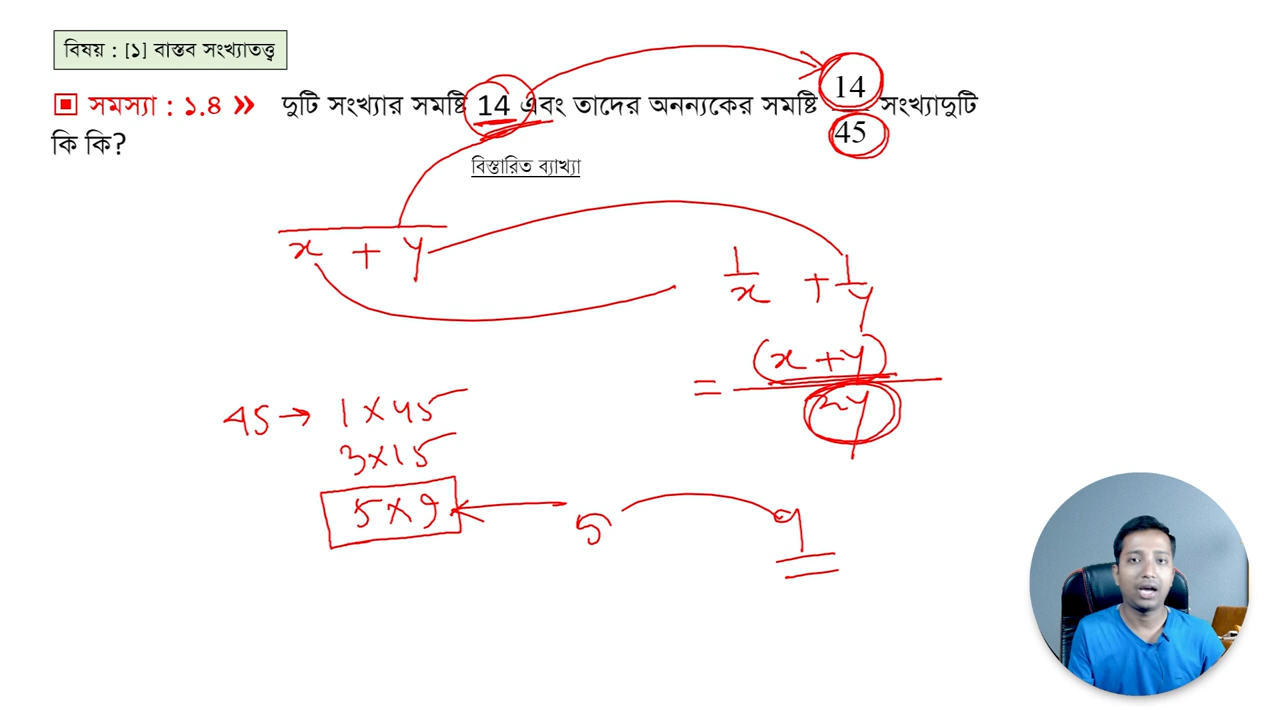 বিষয় : [১] বাস্তব সংখ্যাতত্ত্ব
সমস্যা : ১.৪ » দুটি সংখ্যার সমষ্টি 14 এবং তাদের অনন্যকের সমষ্টি 14/45 সংখ্যাদুটি
কি কি?
বিস্তারিত ব্যাখ্যা
x + y
1/x + 1/y
= (x + y)/xy
45 → 1 × 45
3 × 15
5 × 9
5 9